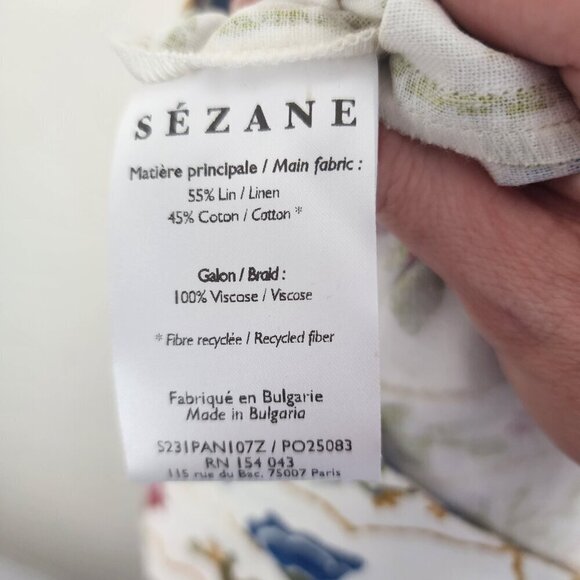 SÉZANE
Matière principale / Main fabric :
55% Lin / Linen
45% Coton / Cotton *
Galon / Braid :
100% Viscose / Viscose
* Fibre recyclée / Recycled fiber
Fabriqué en Bulgarie
Made in Bulgaria
S231PAN107Z / PO25083
RN 154 043
115 rue du Bac, 75007 Paris